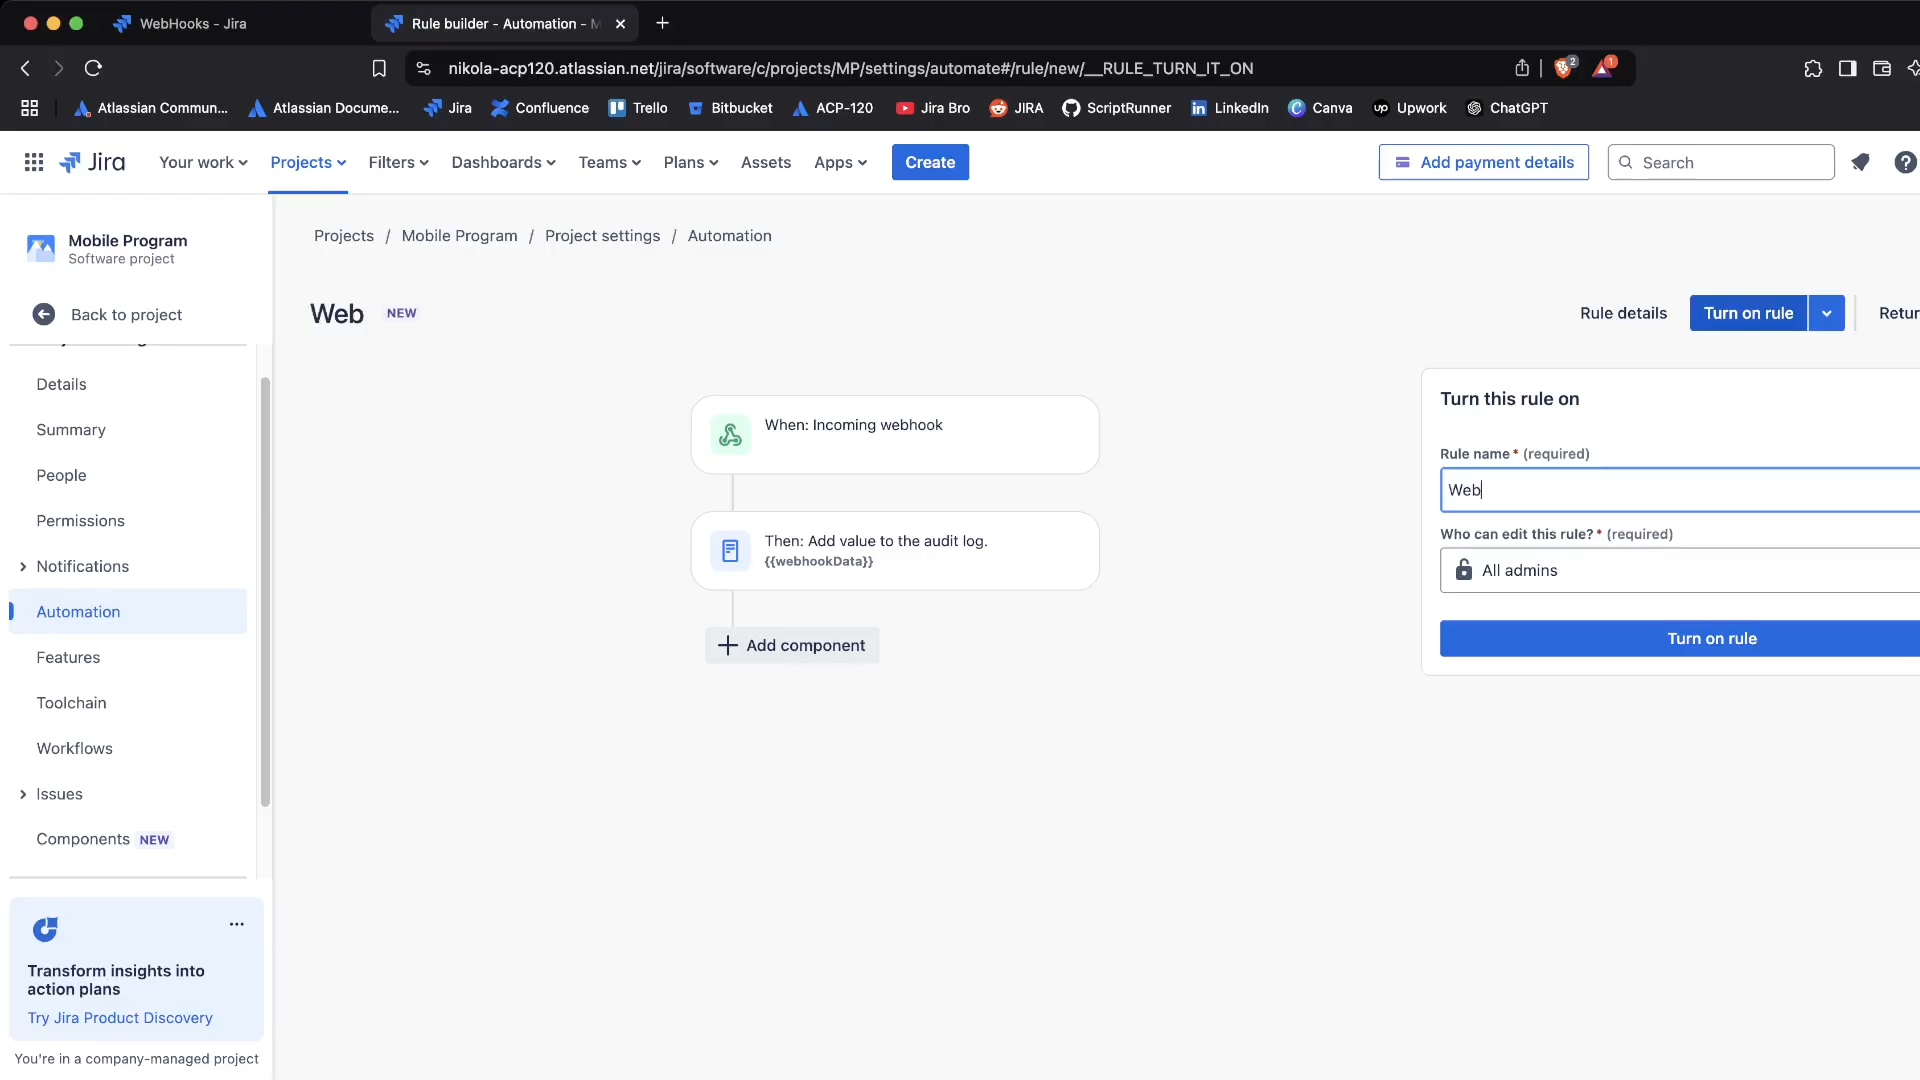 WebHooks - Jira
Rule builder - Automation - M
nikola-acp120.atlassian.net/jira/software/c/projects/MP/settings/automate#/rule/new/__RULE_TURN_IT_ON
2
1
Atlassian Commun...
Atlassian Docume...
Jira
Confluence
Trello
Bitbucket
ACP-120
Jira Bro
JIRA
ScriptRunner
LinkedIn
Canva
Upwork
ChatGPT
Jira
Your work
Projects
Filters
Dashboards
Teams
Plans
Assets
Apps
Create
Add payment details
Search
Mobile Program
Software project
Back to project
Details
Summary
People
Permissions
Notifications
Automation
Features
Toolchain
Workflows
Issues
Components NEW
Transform insights into
action plans
Try Jira Product Discovery
You're in a company-managed project
Projects / Mobile Program / Project settings / Automation
Web NEW
Rule details
Turn on rule
Retur
When: Incoming webhook
Then: Add value to the audit log.
{{webhookData}}
Add component
Turn this rule on
Rule name * (required)
Web
Who can edit this rule? * (required)
All admins
Turn on rule